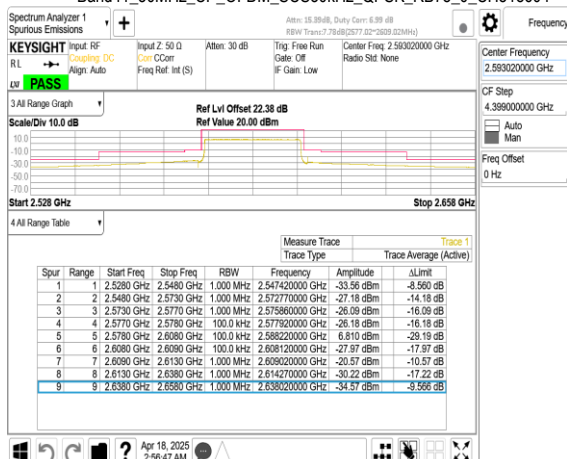 Spectrum Analyzer 1
Spurious Emissions
Attn: 15.99dB, Duty Corr: 6.99 dB
RBW Trans:7.78dB(2577.02~2609.02MHz)
Frequency
KEYSIGHT
Input: RF
Input Z: 50 Ω
Atten: 30 dB
Trig: Free Run
Center Freq: 2.593020000 GHz
RL
Coupling: DC
Corr CCorr
Gate: Off
Radio Std: None
Align: Auto
Freq Ref: Int (S)
IF Gain: Low
PASS
Center Frequency
2.593020000 GHz
CF Step
4.399000000 GHz
Auto
Man
Freq Offset
0 Hz
3 All Range Graph
Ref Lvl Offset 22.38 dB
Scale/Div 10.0 dB
Ref Value 20.00 dBm
10.0
-10.0
-30.0
-50.0
-70.0
Start 2.528 GHz
Stop 2.658 GHz
4 All Range Table
Measure Trace Trace 1
Trace Type Trace Average (Active)
Spur Range Start Freq Stop Freq RBW Frequency Amplitude ΔLimit
1 1 2.5280 GHz 2.5480 GHz 1.000 MHz 2.547420000 GHz -33.56 dBm -8.560 dB
2 2 2.5480 GHz 2.5730 GHz 1.000 MHz 2.572770000 GHz -27.18 dBm -14.18 dB
3 3 2.5730 GHz 2.5770 GHz 1.000 MHz 2.575860000 GHz -26.09 dBm -16.09 dB
4 4 2.5770 GHz 2.5780 GHz 100.0 kHz 2.577920000 GHz -26.18 dBm -16.18 dB
5 5 2.5780 GHz 2.6080 GHz 100.0 kHz 2.588220000 GHz 6.810 dBm -29.19 dB
6 6 2.6080 GHz 2.6090 GHz 100.0 kHz 2.608120000 GHz -27.97 dBm -17.97 dB
7 7 2.6090 GHz 2.6130 GHz 1.000 MHz 2.609020000 GHz -20.57 dBm -10.57 dB
8 8 2.6130 GHz 2.6380 GHz 1.000 MHz 2.614270000 GHz -30.22 dBm -17.22 dB
9 9 2.6380 GHz 2.6580 GHz 1.000 MHz 2.638020000 GHz -34.57 dBm -9.566 dB
Apr 18, 2025
2:56:47 AM